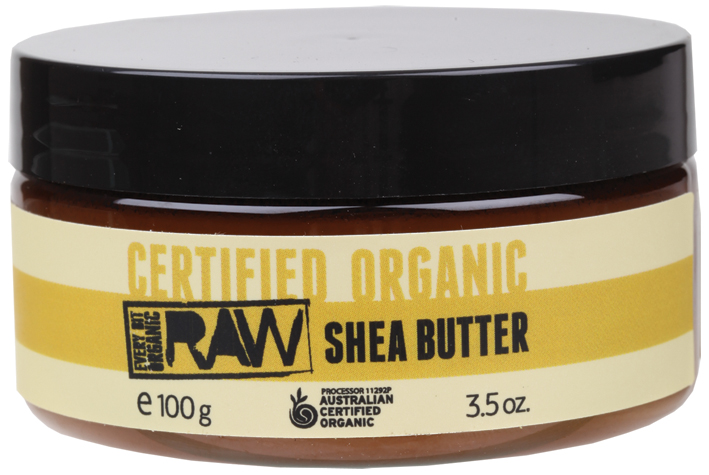 CERTIFIED ORGANIC
EVERY BIT
ORGANIC
RAW
SHEA BUTTER
e 100 g
PROCESSOR 11292P
AUSTRALIAN
CERTIFIED
ORGANIC
3.5 oz.